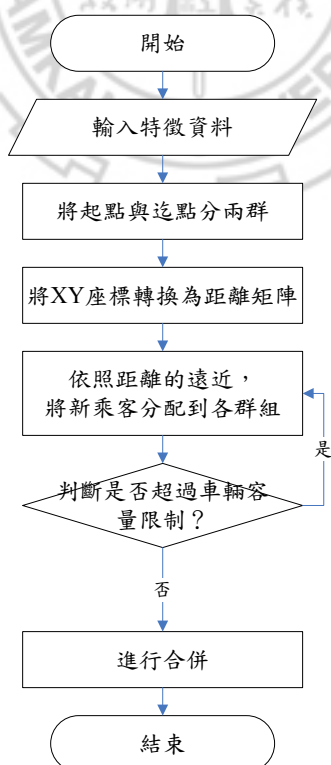 開始
輸入特徵資料
將起點與迄點分兩群
將XY座標轉換為距離矩陣
依照距離的遠近，
將新乘客分配到各群組
是
判斷是否超過車輛容
量限制？
否
進行合併
結束